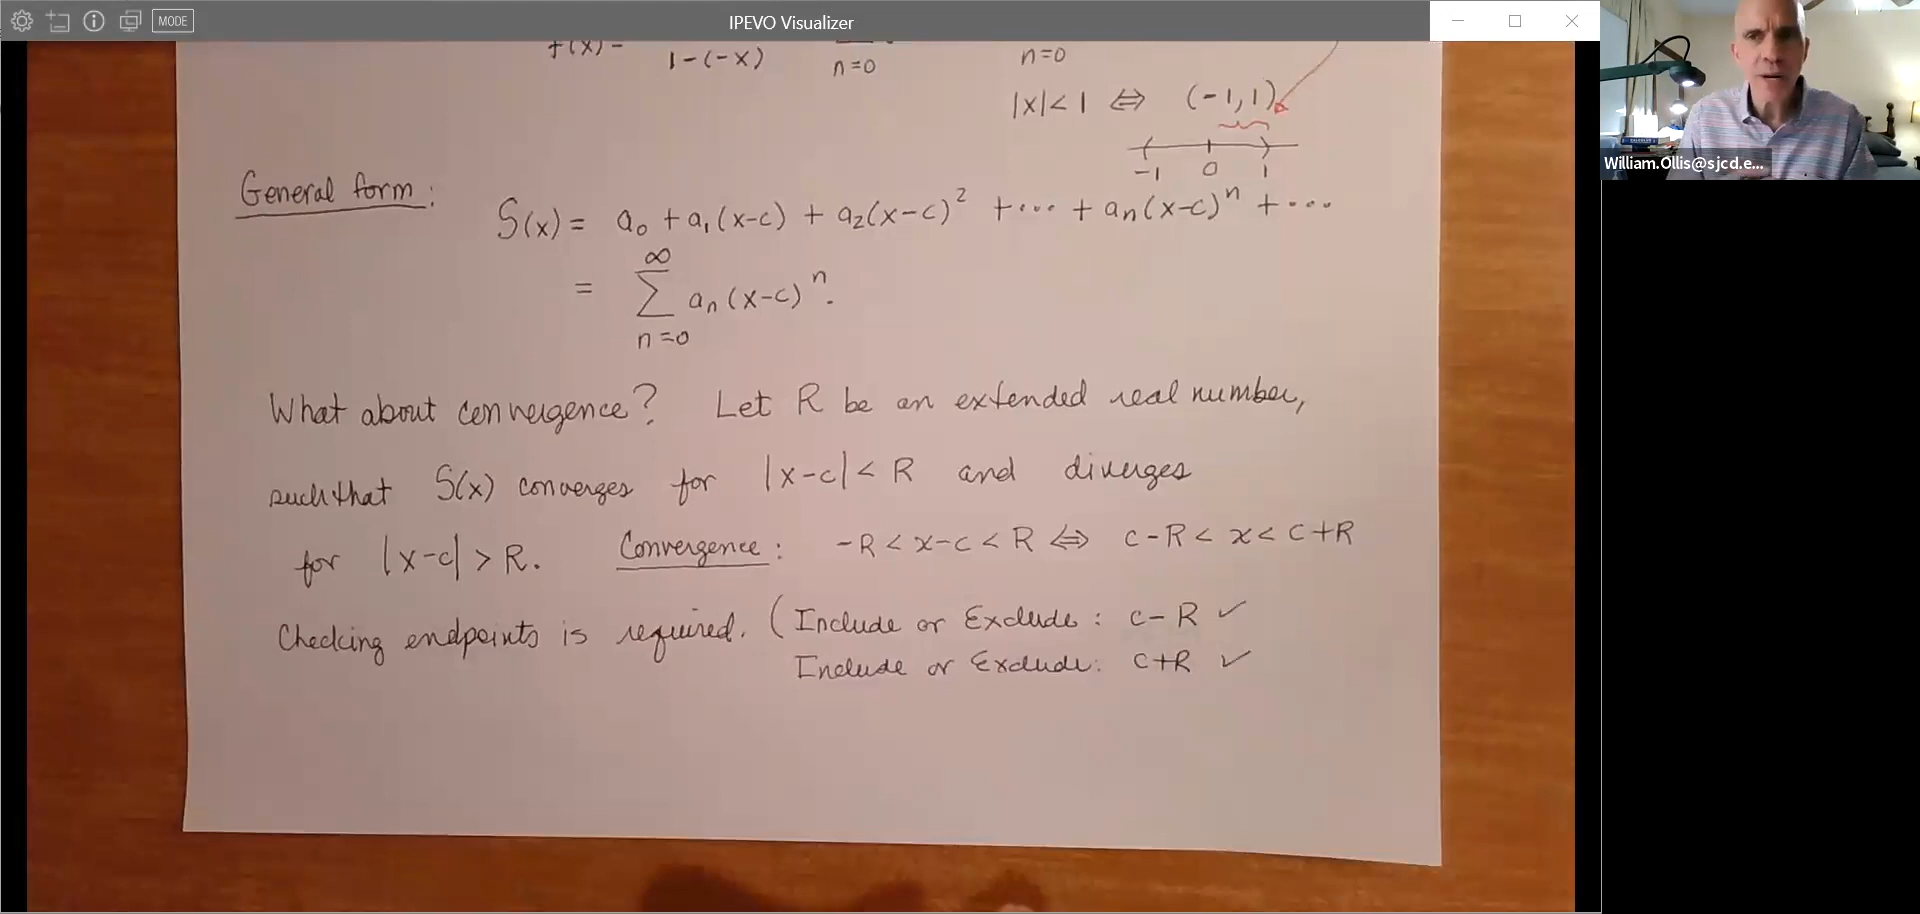 MODE
IPEVO Visualizer
f(x) =
1-(-x)
n=0
n=0
|x|<1 ⇔ (-1,1)
-1 0 1
General form:
S(x) = a₀ + a₁(x-c) + a₂(x-c)² + ··· + aₙ(x-c)ⁿ + ···
= ∑ aₙ(x-c)ⁿ.
∞
n=0
What about convergence? Let R be an extended real number,
such that S(x) converges for |x-c| < R and diverges
for |x-c| > R. Convergence: -R < x-c < R ⇔ c-R < x < c+R
Checking endpoints is required. (Include or Exclude: c-R ✓
Include or Exclude: c+R ✓
William.Ollis@sjcd.e...